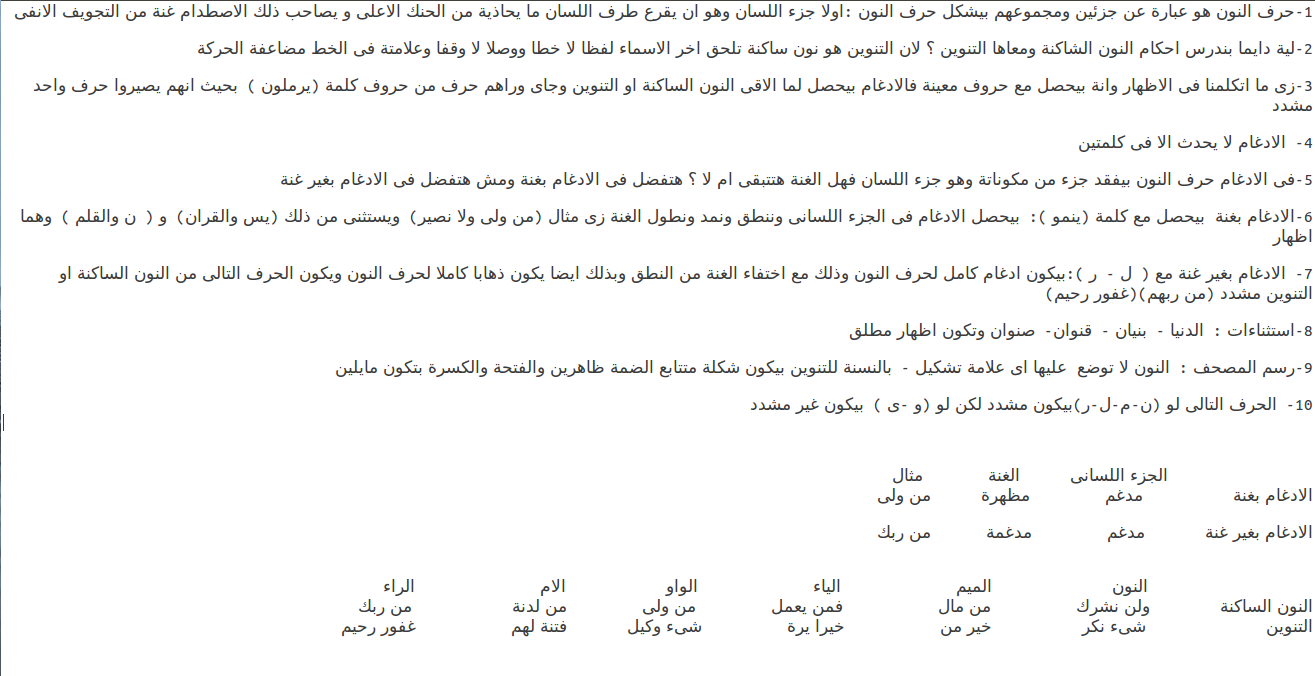 1-حرف النون هو عبارة عن جزئين ومجموعهم بيشكل حرف النون :اولا جزء اللسان وهو ان يقرع طرف اللسان ما يحاذية من الحنك الاعلى و يصاحب ذلك الاصطدام غنة من التجويف الانفى
2-لية دايما بندرس احكام النون الشاكنة ومعاها التنوين ؟ لان التنوين هو نون ساكنة تلحق اخر الاسماء لفظا لا خطا ووصلا لا وقفا وعلامتة فى الخط مضاعفة الحركة
3-زى ما اتكلمنا فى الاظهار وانة بيحصل مع حروف معينة فالادغام بيحصل لما الاقى النون الساكنة او التنوين وجاى وراهم حرف من حروف كلمة (يرملون ) بحيث انهم يصيروا حرف واحد
مشدد
4- الادغام لا يحدث الا فى كلمتين
5-فى الادغام حرف النون بيفقد جزء من مكوناتة وهو جزء اللسان فهل الغنة هتتبقى ام لا ؟ هتفضل فى الادغام بغنة ومش هتفضل فى الادغام بغير غنة
6-الادغام بغنة بيحصل مع كلمة (ينمو ): بيحصل الادغام فى الجزء اللسانى وننطق ونمد ونطول الغنة زى مثال (من ولى ولا نصير) ويستثنى من ذلك (يس والقران) و ( ن والقلم ) وهما
اظهار
7- الادغام بغير غنة مع ( ل - ر ):بيكون ادغام كامل لحرف النون وذلك مع اختفاء الغنة من النطق وبذلك ايضا يكون ذهابا كاملا لحرف النون ويكون الحرف التالى من النون الساكنة او
التنوين مشدد (من ربهم)(غفور رحيم)
8-استثناءات : الدنيا - بنيان - قنوان- صنوان وتكون اظهار مطلق
9-رسم المصحف : النون لا توضع عليها اى علامة تشكيل - بالنسنة للتنوين بيكون شكلة متتابع الضمة ظاهرين والفتحة والكسرة بتكون مايلين
10- الحرف التالى لو (ن-م-ل-ر)بيكون مشدد لكن لو (و -ى ) بيكون غير مشدد
الجزء اللسانى الغنة مثال
الادغام بغنة مدغم مظهرة من ولى
الادغام بغير غنة مدغم مدغمة من ربك
النون الميم الياء الواو الام الراء
النون الساكنة ولن نشرك من مال فمن يعمل من ولى من لدنة من ربك
التنوين شىء نكر خير من خيرا يرة شىء وكيل فتنة لهم غفور رحيم